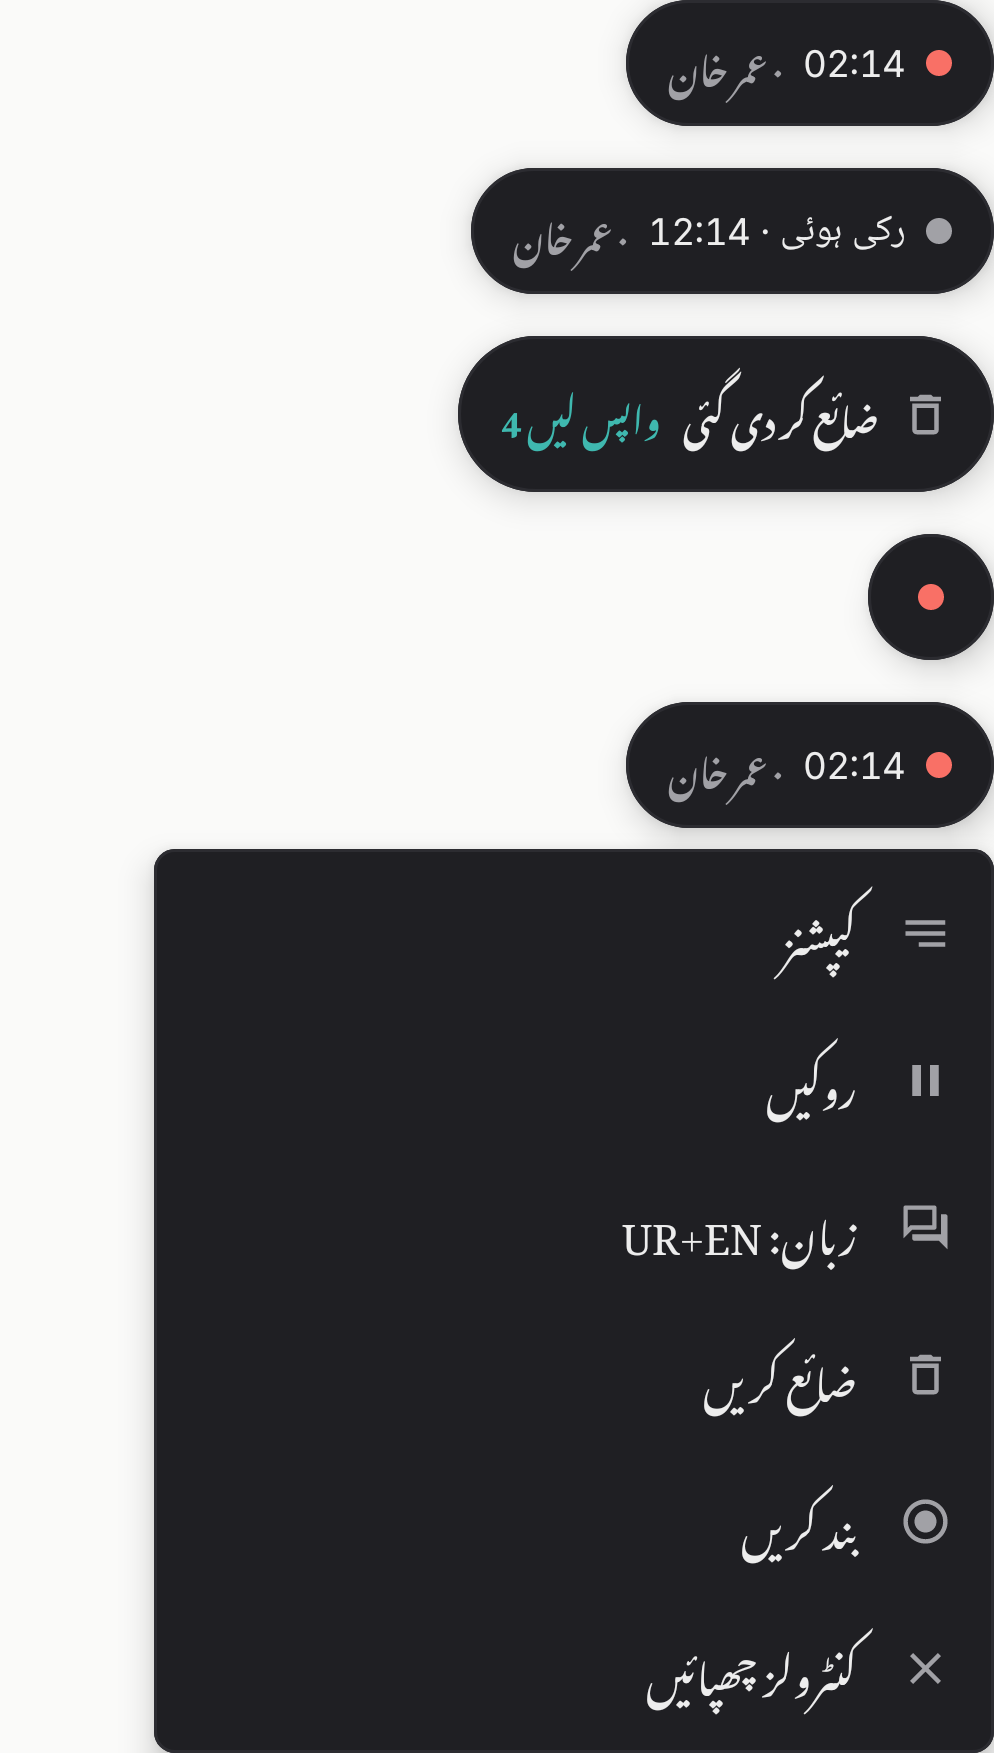 02:14 · عمر خان
رکی ہوئی · 12:14 · عمر خان
ضائع کر دی گئی واپس لیں 4
02:14 · عمر خان
کیپشنز
روکیں
زبان: UR+EN
ضائع کریں
بند کریں
کنٹرولز چھپائیں